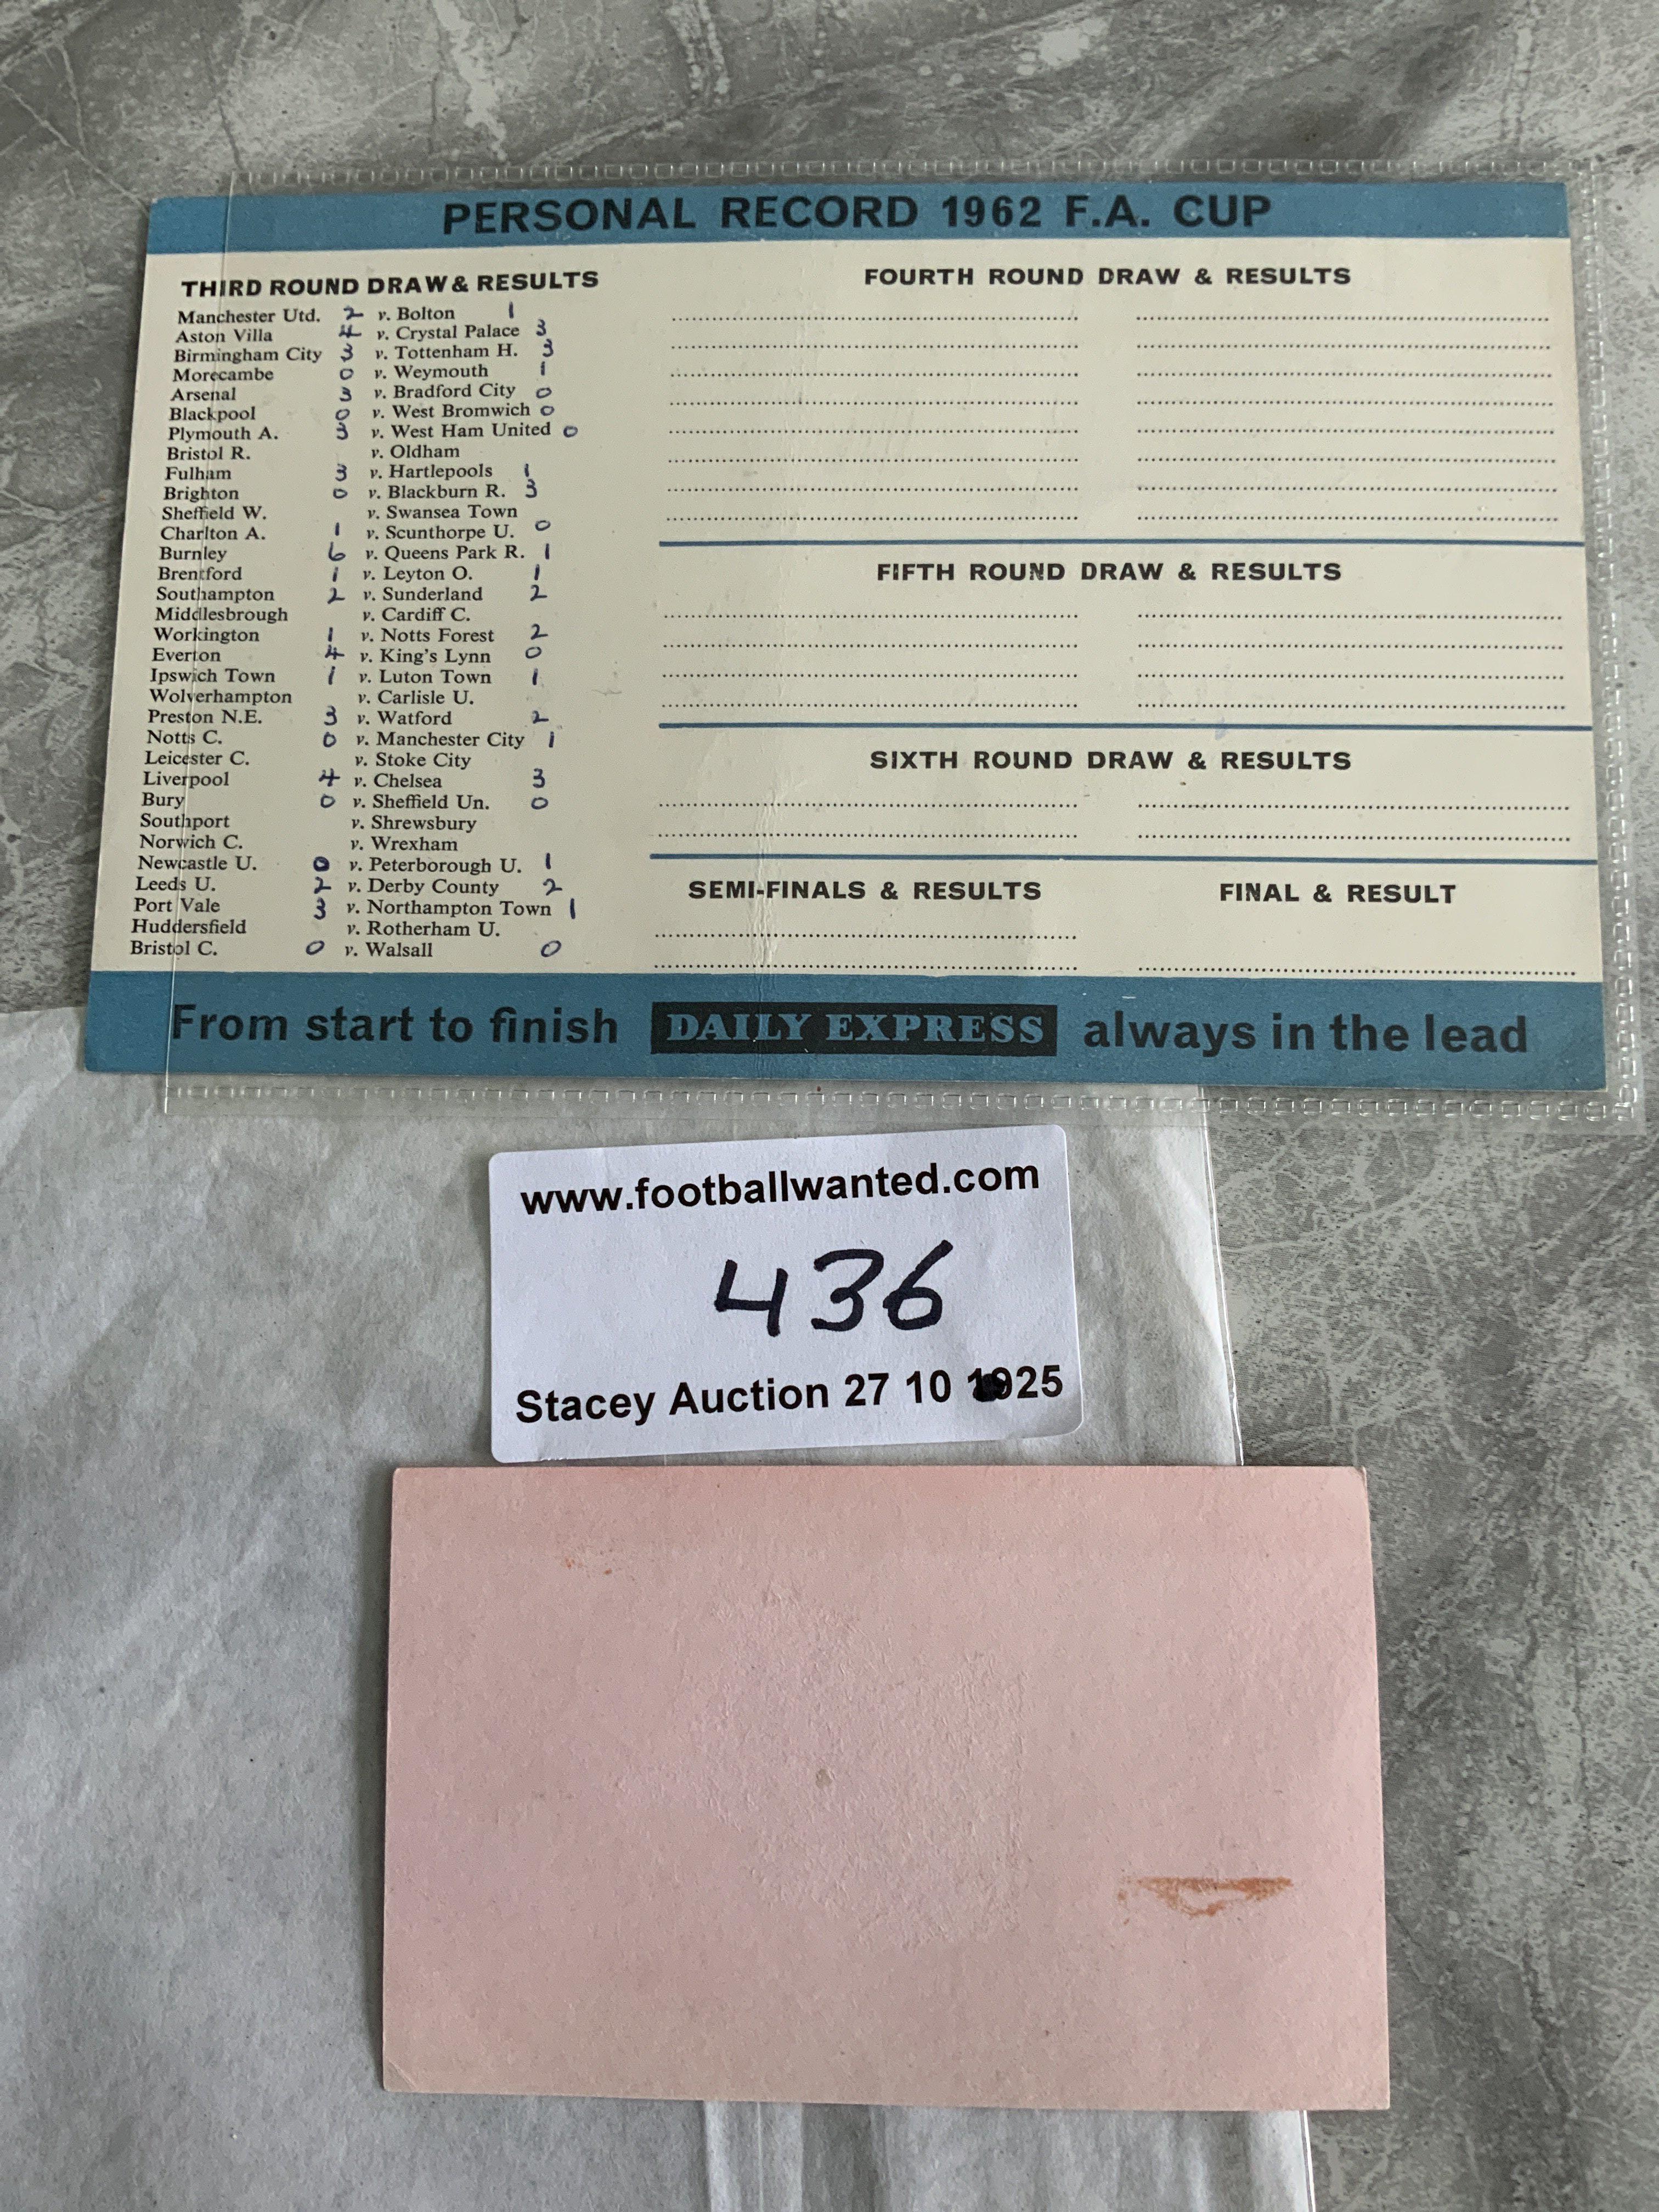 PERSONAL RECORD 1962 F.A. CUP
THIRD ROUND DRAW & RESULTS
Manchester Utd. 2 v. Bolton 1
Aston Villa 4 v. Crystal Palace 3
Birmingham City 3 v. Tottenham H. 3
Morecambe 0 v. Weymouth 1
Arsenal 3 v. Bradford City 0
Blackpool 0 v. West Bromwich 0
Plymouth A. 3 v. West Ham United 0
Bristol R. v. Oldham
Fulham 3 v. Hartlepools 1
Brighton 0 v. Blackburn R. 3
Sheffield W. v. Swansea Town
Charlton A. 1 v. Scunthorpe U. 0
Burnley 6 v. Queens Park R. 1
Brentford 1 v. Leyton O. 1
Southampton 2 v. Sunderland 2
Middlesbrough v. Cardiff C.
Workington 1 v. Notts Forest 2
Everton 4 v. King's Lynn 0
Ipswich Town 1 v. Luton Town 1
Wolverhampton v. Carlisle U.
Preston N.E. 3 v. Watford 2
Notts C. 0 v. Manchester City 1
Leicester C. v. Stoke City
Liverpool 4 v. Chelsea 3
Bury 0 v. Sheffield Un. 0
Southport v. Shrewsbury
Norwich C. v. Wrexham
Newcastle U. 0 v. Peterborough U. 1
Leeds U. 2 v. Derby County 2
Port Vale 3 v. Northampton Town 1
Huddersfield v. Rotherham U.
Bristol C. 0 v. Walsall 0
FOURTH ROUND DRAW & RESULTS
FIFTH ROUND DRAW & RESULTS
SIXTH ROUND DRAW & RESULTS
SEMI-FINALS & RESULTS
FINAL & RESULT
From start to finish DAILY EXPRESS always in the lead
www.footballwanted.com
436
Stacey Auction 27 10 1925